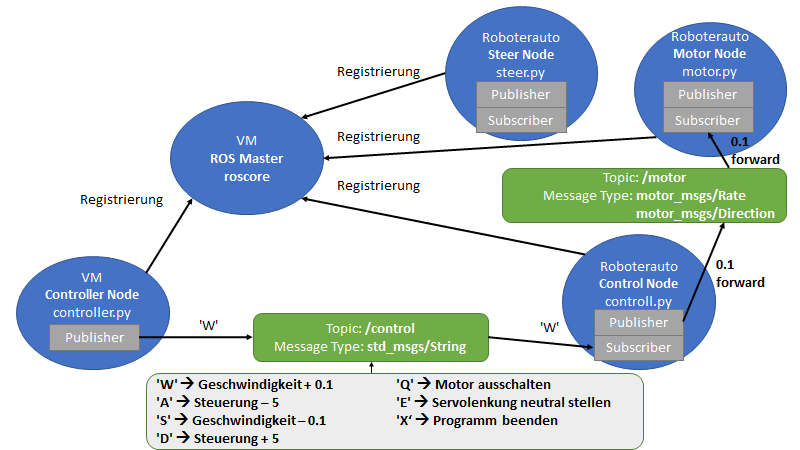 Roboterauto
Steer Node
steer.py
Publisher
Subscriber
Roboterauto
Motor Node
motor.py
Publisher
Subscriber
Registrierung
VM
ROS Master
roscore
Registrierung
0.1
forward
Registrierung
Registrierung
Topic: /motor
Message Type: motor_msgs/Rate
motor_msgs/Direction
VM
Controller Node
controller.py
Publisher
'W'
Topic: /control
Message Type: std_msgs/String
'W'
Roboterauto
Control Node
controll.py
Publisher
Subscriber
0.1
forward
'W' → Geschwindigkeit + 0.1
'A' → Steuerung – 5
'S' → Geschwindigkeit – 0.1
'D' → Steuerung + 5
'Q' → Motor ausschalten
'E' → Servolenkung neutral stellen
'X‘ → Programm beenden